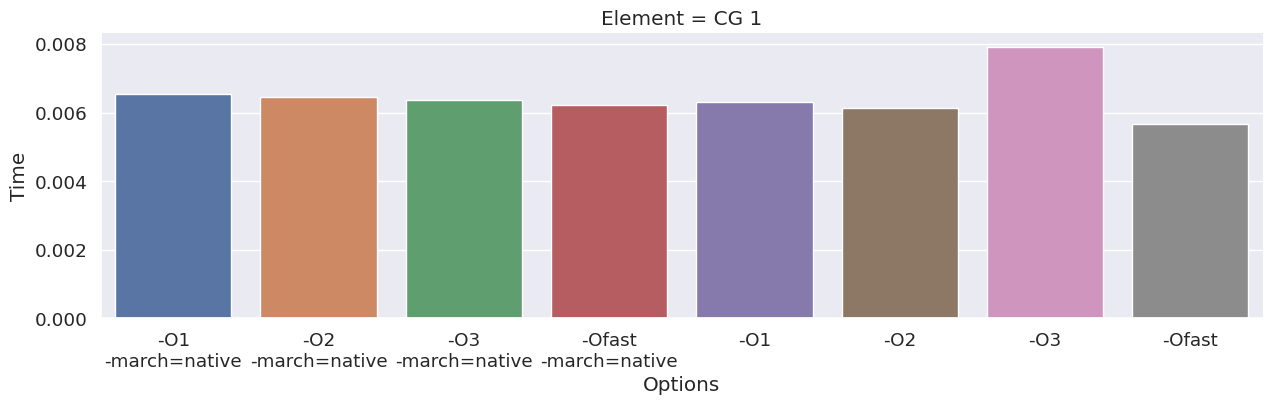 Element = CG 1
0.008
0.006
0.004
0.002
0.000
Time
-O1 -O2 -O3 -Ofast -O1 -O2 -O3 -Ofast
-march=native -march=native -march=native -march=native
Options